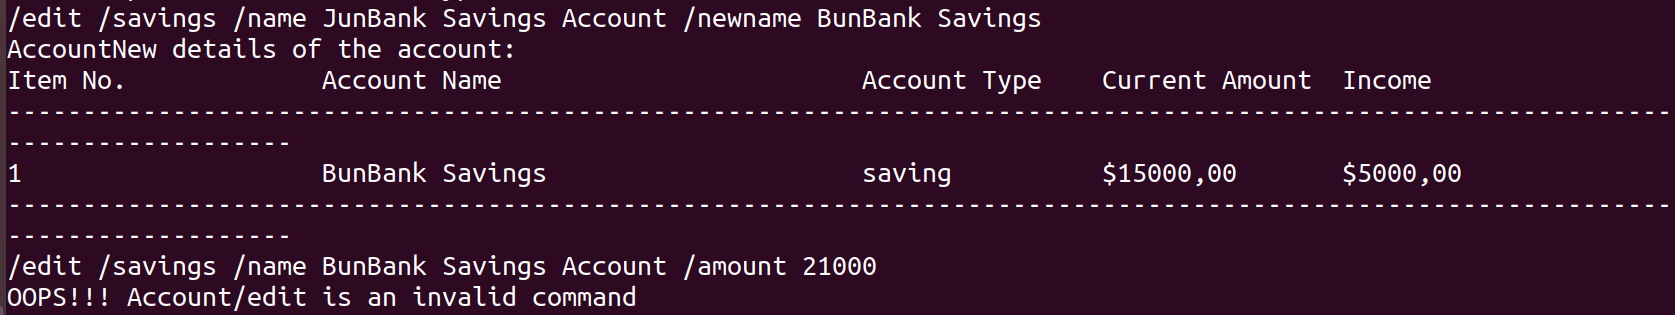 /edit /savings /name JunBank Savings Account /newname BunBank Savings
AccountNew details of the account:
Item No. Account Name Account Type Current Amount Income
---------------------------------------------------------------------------------------------------------------
-------------------
1 BunBank Savings saving $15000,00 $5000,00
---------------------------------------------------------------------------------------------------------------
-------------------
/edit /savings /name BunBank Savings Account /amount 21000
OOPS!!! Account/edit is an invalid command